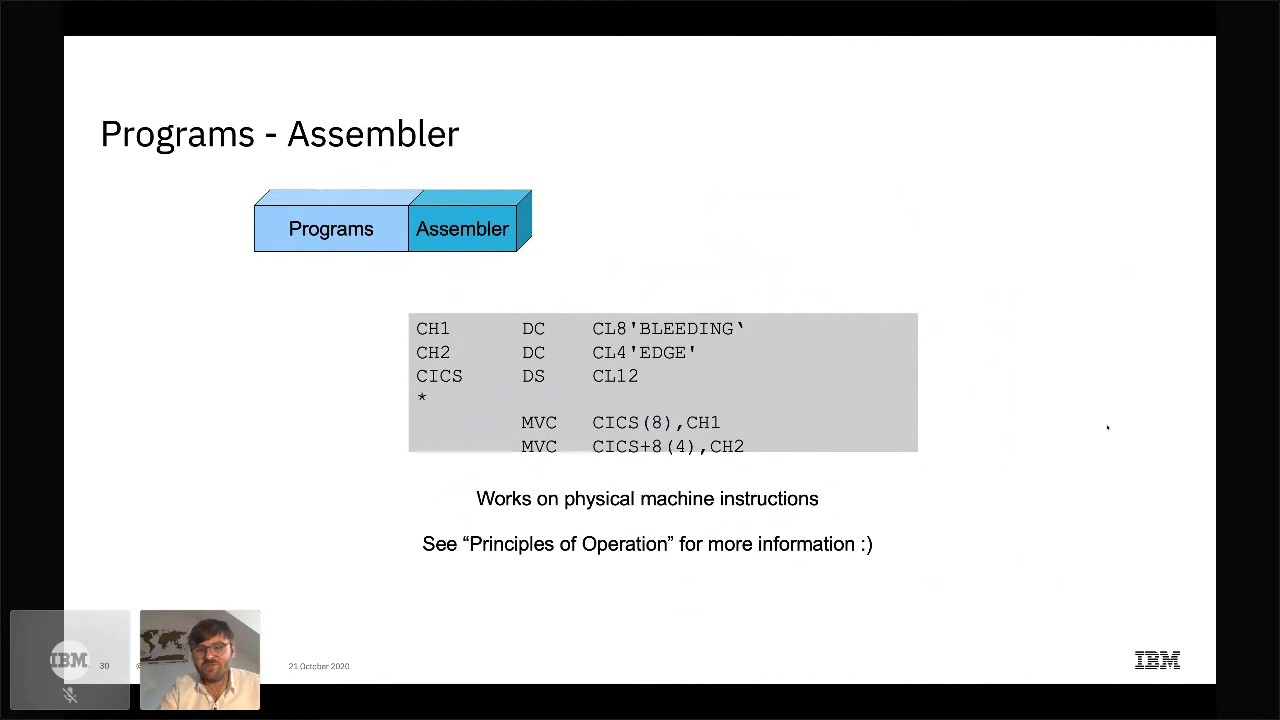 Programs - Assembler
Programs Assembler
CH1 DC CL8'BLEEDING‘
CH2 DC CL4'EDGE'
CICS DS CL12
*
MVC CICS(8),CH1
MVC CICS+8(4),CH2
Works on physical machine instructions
See “Principles of Operation” for more information :)
IBM
30
21 October 2020
IBM